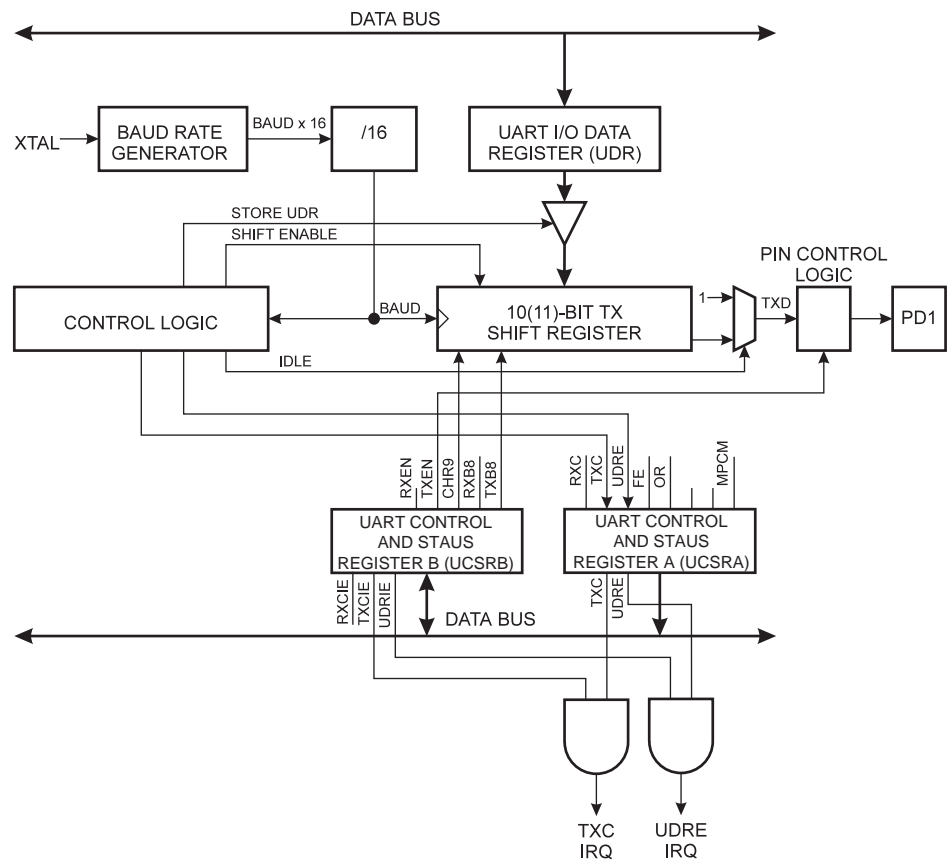 DATA BUS
XTAL
BAUD RATE
GENERATOR
BAUD x 16
/16
UART I/O DATA
REGISTER (UDR)
STORE UDR
SHIFT ENABLE
PIN CONTROL
LOGIC
CONTROL LOGIC
BAUD
10(11)-BIT TX
SHIFT REGISTER
1
TXD
PD1
IDLE
RXEN
TXEN
CHR9
RXB8
TXB8
RXC
TXC
UDRE
FE
OR
MPCM
UART CONTROL
AND STAUS
REGISTER B (UCSRB)
UART CONTROL
AND STAUS
REGISTER A (UCSRA)
RXCIE
TXCIE
UDRIE
TXC
UDRE
DATA BUS
TXC
IRQ
UDRE
IRQ